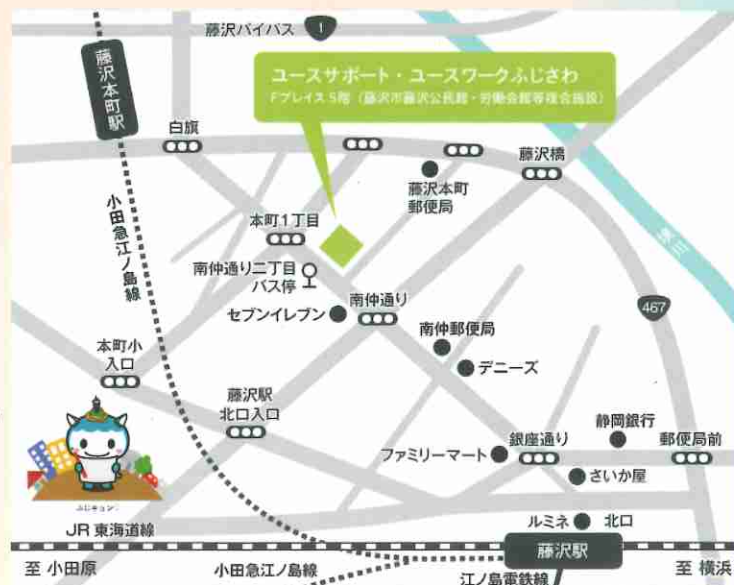 藤沢バイパス
1
藤沢本町駅
ユースサポート・ユースワークふじさわ
Fプレイス5階（藤沢市藤沢公民館・労働会館等複合施設）
白旗
藤沢橋
藤沢本町
郵便局
小田急江ノ島線
境川
本町1丁目
南仲通り二丁目
バス停
セブンイレブン
南仲通り
467
南仲郵便局
デニーズ
本町小
入口
藤沢駅
北口入口
静岡銀行
ファミリーマート
銀座通り
郵便局前
さいか屋
ふじキュン♡
ルミネ
北口
JR東海道線
藤沢駅
至 小田原
小田急江ノ島線
江ノ島電鉄線
至 横浜